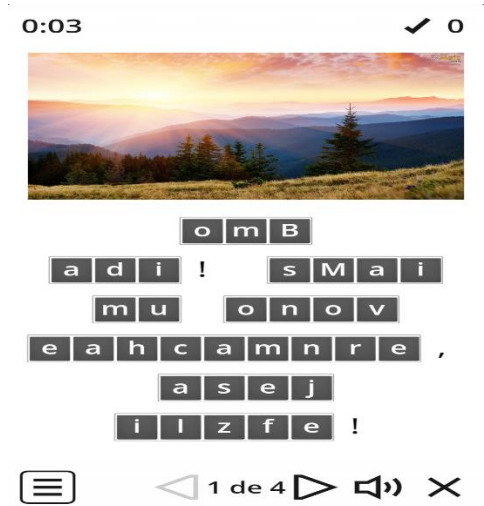 0:03 ✓ 0
omB
adi ! sMai
mu onov
eahcamnre ,
asej
ilzfe !
1 de 4